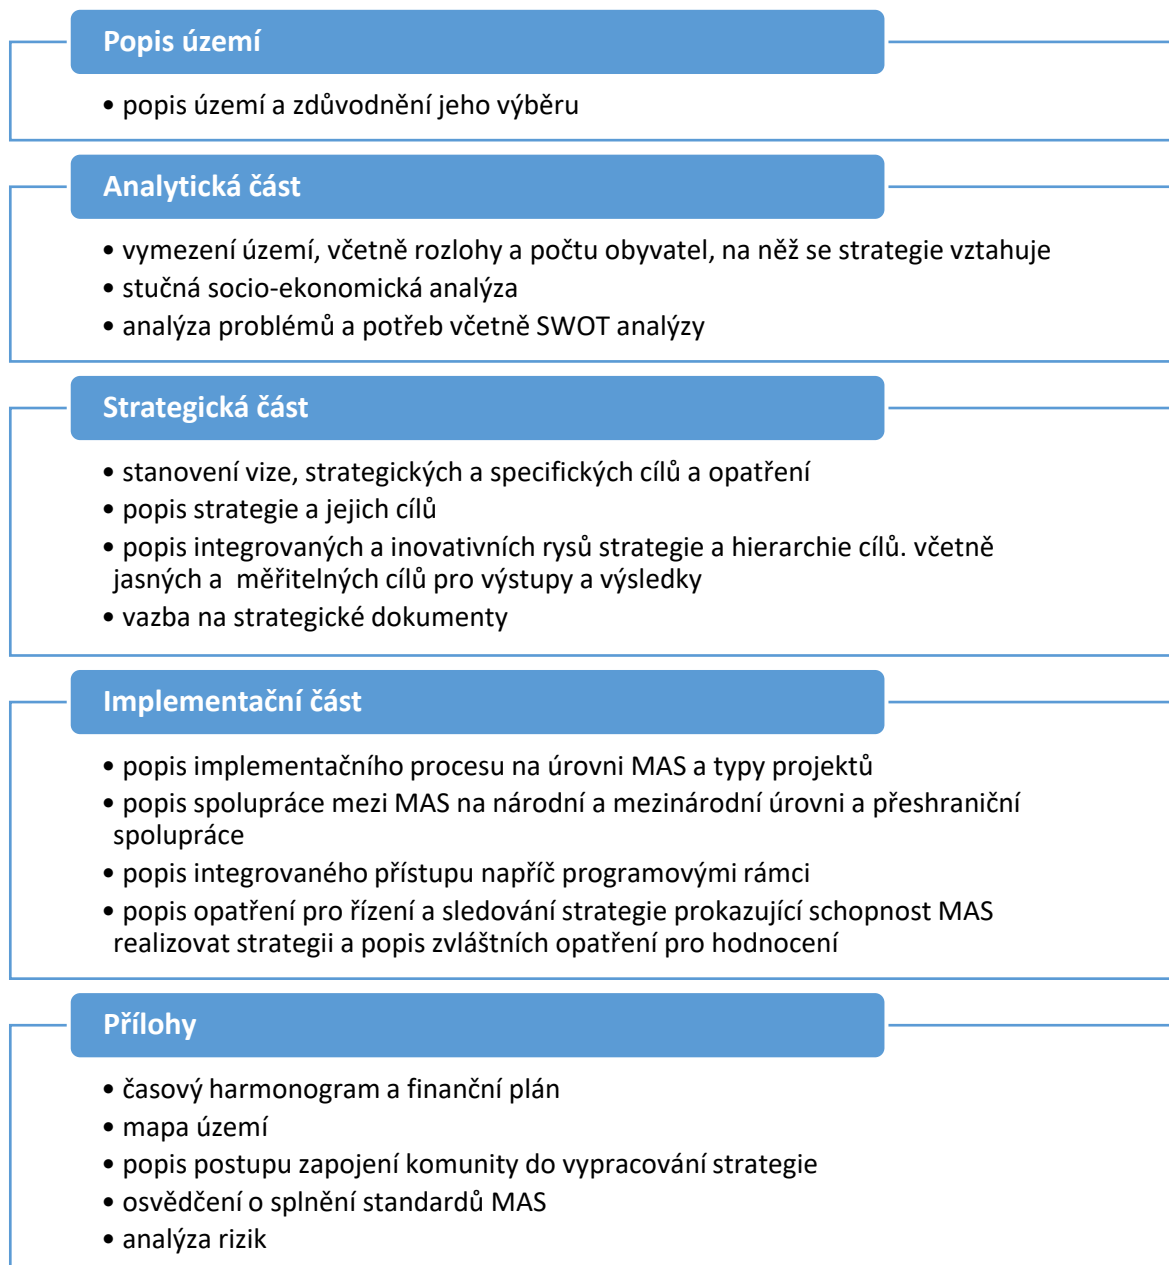 Popis území
• popis území a zdůvodnění jeho výběru
Analytická část
• vymezení území, včetně rozlohy a počtu obyvatel, na něž se strategie vztahuje
• stučná socio-ekonomická analýza
• analýza problémů a potřeb včetně SWOT analýzy
Strategická část
• stanovení vize, strategických a specifických cílů a opatření
• popis strategie a jejich cílů
• popis integrovaných a inovativních rysů strategie a hierarchie cílů. včetně
jasných a  měřitelných cílů pro výstupy a výsledky
• vazba na strategické dokumenty
Implementační část
• popis implementačního procesu na úrovni MAS a typy projektů
• popis spolupráce mezi MAS na národní a mezinárodní úrovni a přeshraniční
spolupráce
• popis integrovaného přístupu napříč programovými rámci
• popis opatření pro řízení a sledování strategie prokazující schopnost MAS
realizovat strategii a popis zvláštních opatření pro hodnocení
Přílohy
• časový harmonogram a finanční plán
• mapa území
• popis postupu zapojení komunity do vypracování strategie
• osvědčení o splnění standardů MAS
• analýza rizik